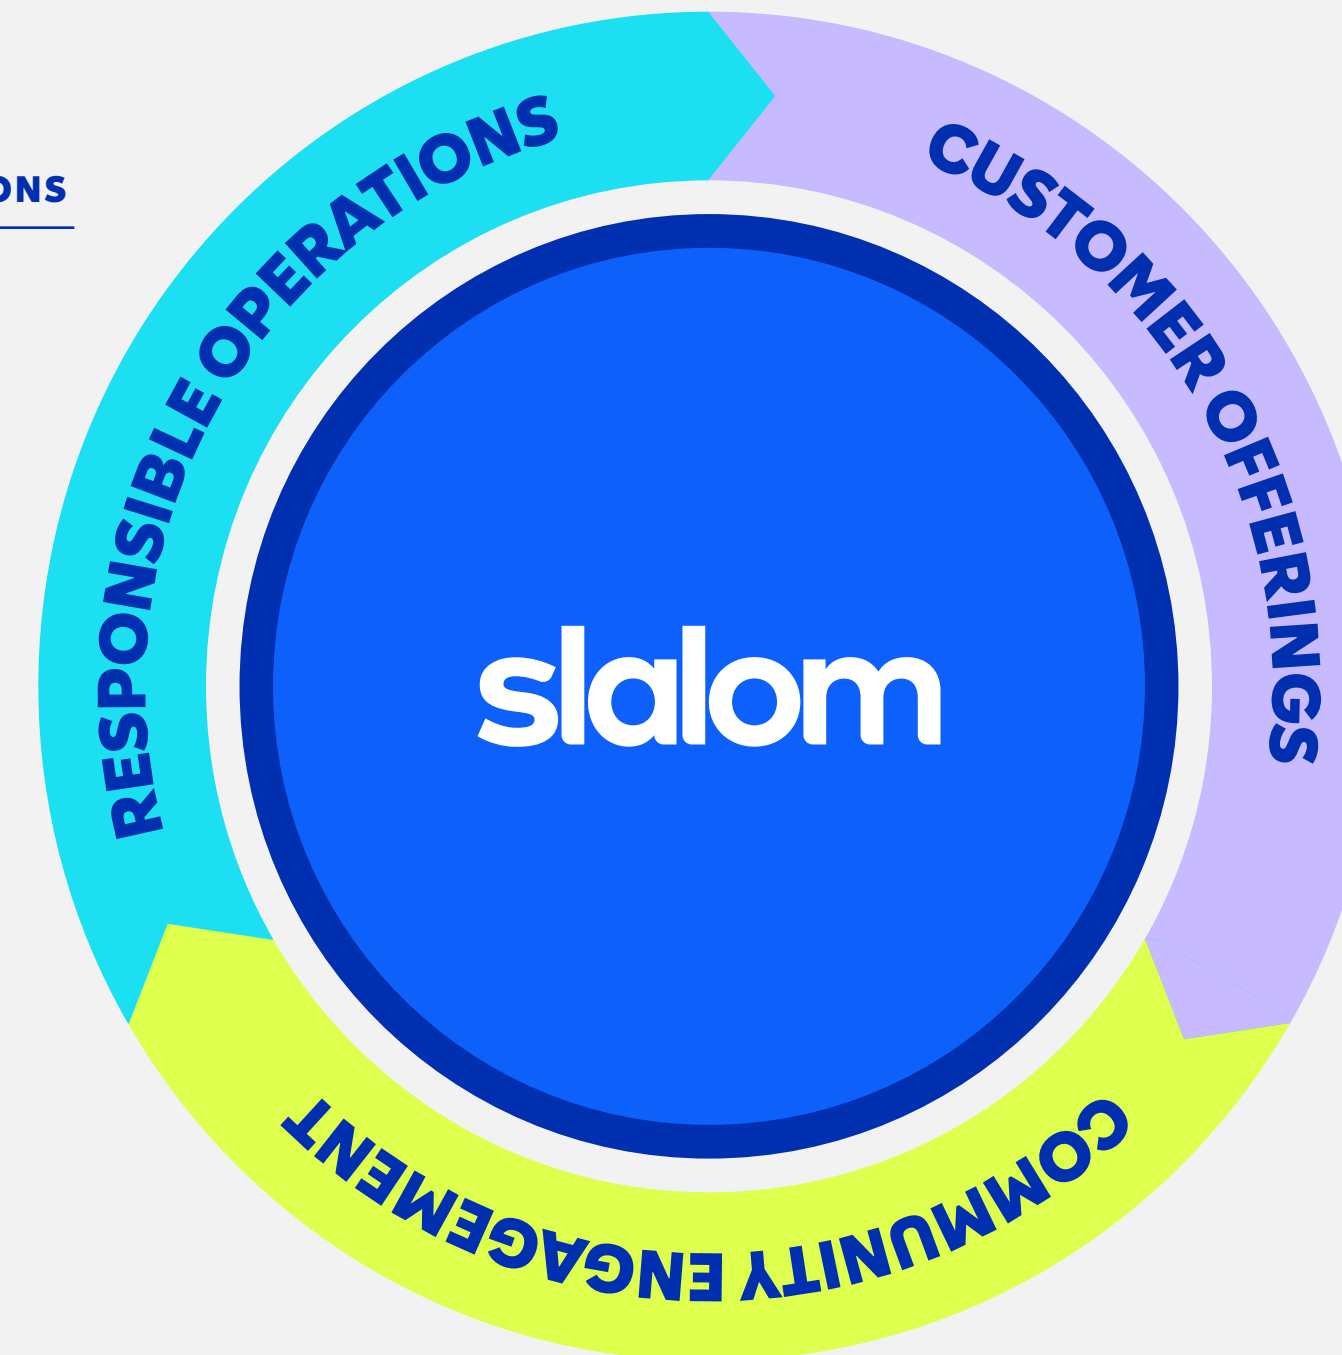 ONS
RESPONSIBLE OPERATIONS
CUSTOMER OFFERINGS
slalom
COMMUNITY ENGAGEMENT